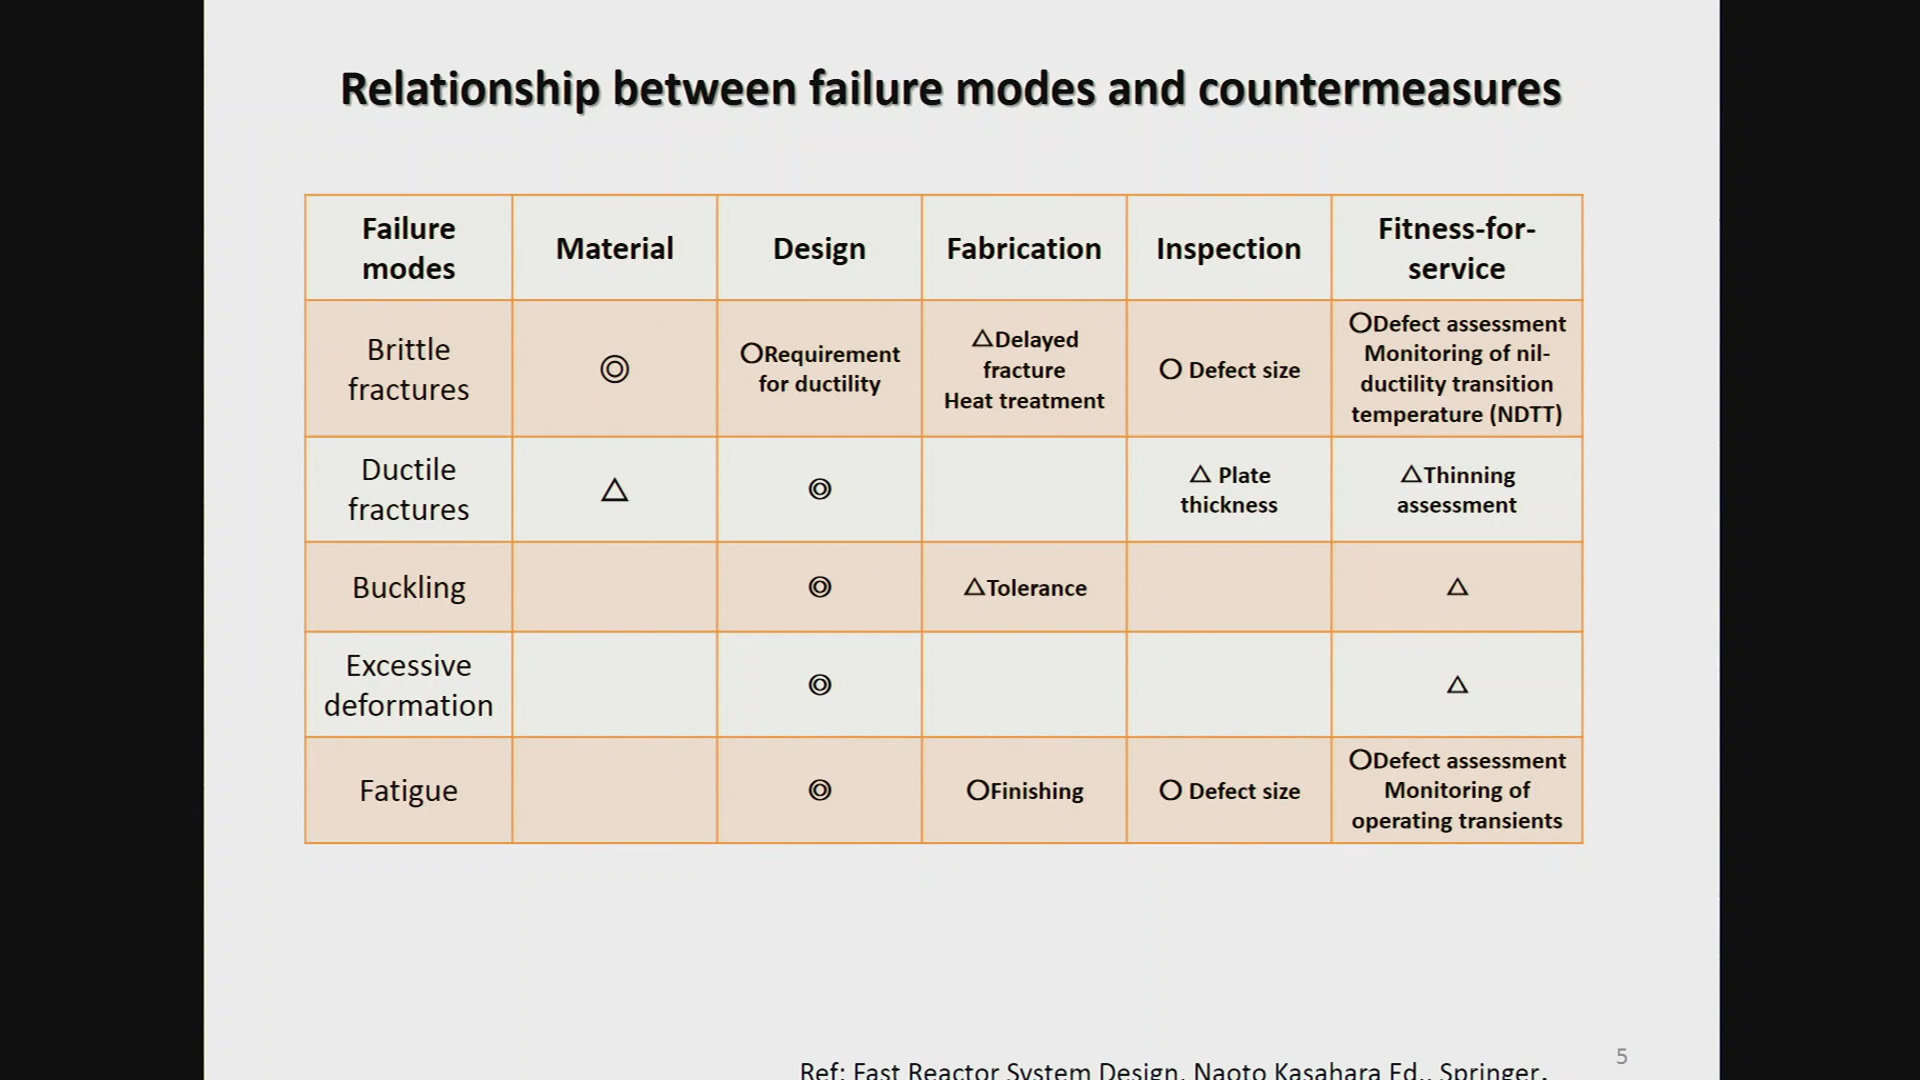 Relationship between failure modes and countermeasures
Failure
modes
Material
Design
Fabrication
Inspection
Fitness-for-
service
Brittle
fractures
◎
○Requirement
for ductility
△Delayed
fracture
Heat treatment
○ Defect size
○Defect assessment
Monitoring of nil-
ductility transition
temperature (NDTT)
Ductile
fractures
△
◎
△ Plate
thickness
△Thinning
assessment
Buckling
◎
△Tolerance
△
Excessive
deformation
◎
△
Fatigue
◎
○Finishing
○ Defect size
○Defect assessment
Monitoring of
operating transients
Ref: Fast Reactor System Design, Naoto Kasahara Ed., Springer.
5